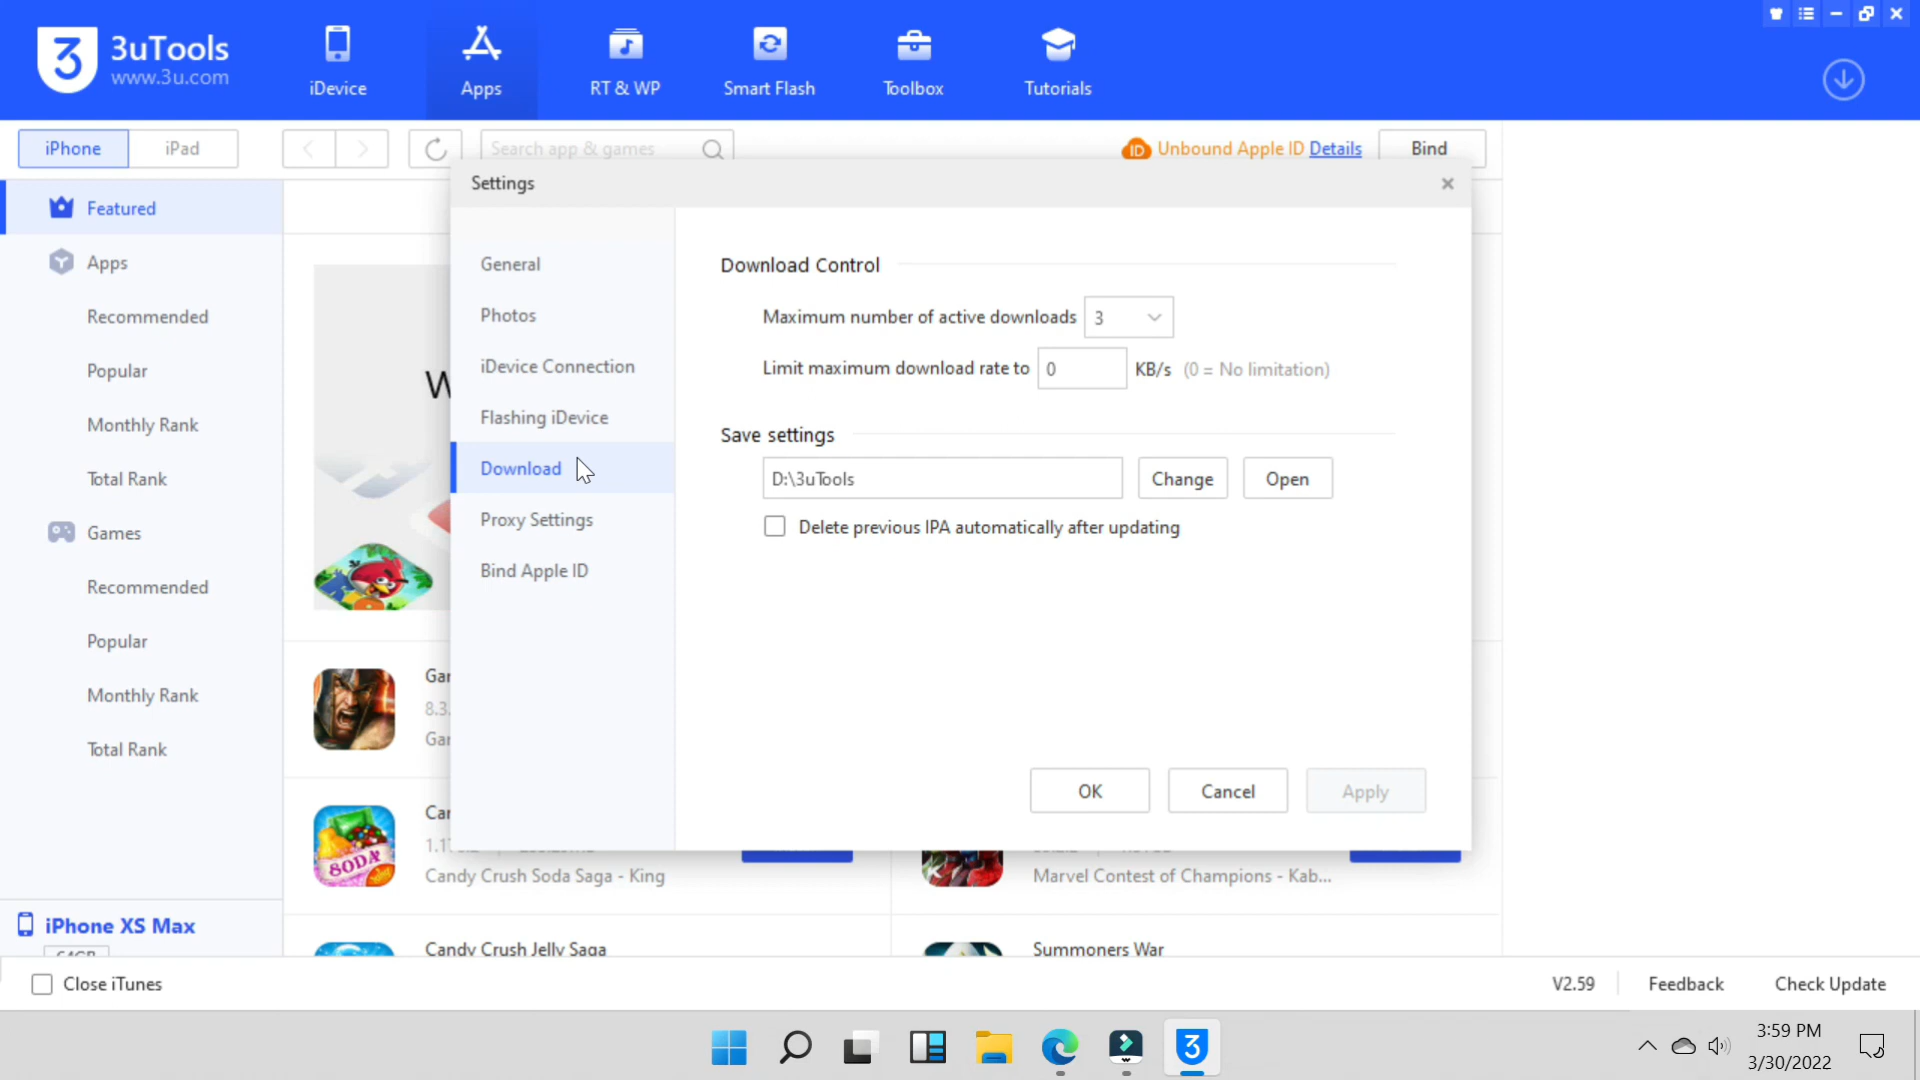 3uTools
www.3u.com
iDevice
Apps
RT & WP
Smart Flash
Toolbox
Tutorials
iPhone
iPad
Search app & games
Unbound Apple ID Details
Bind
Settings
Featured
Apps
Recommended
Popular
Monthly Rank
Total Rank
Games
Recommended
Popular
Monthly Rank
Total Rank
General
Photos
iDevice Connection
Flashing iDevice
Download
Proxy Settings
Bind Apple ID
Download Control
Maximum number of active downloads 3
Limit maximum download rate to 0 KB/s (0 = No limitation)
Save settings
D:\3uTools
Change
Open
Delete previous IPA automatically after updating
OK
Cancel
Apply
W
Gar
8.3.
Gar
SODA
Candy Crush Soda Saga - King
Marvel Contest of Champions - Kab...
Candy Crush Jelly Saga
Summoners War
iPhone XS Max
Close iTunes
V2.59
Feedback
Check Update
3:59 PM
3/30/2022